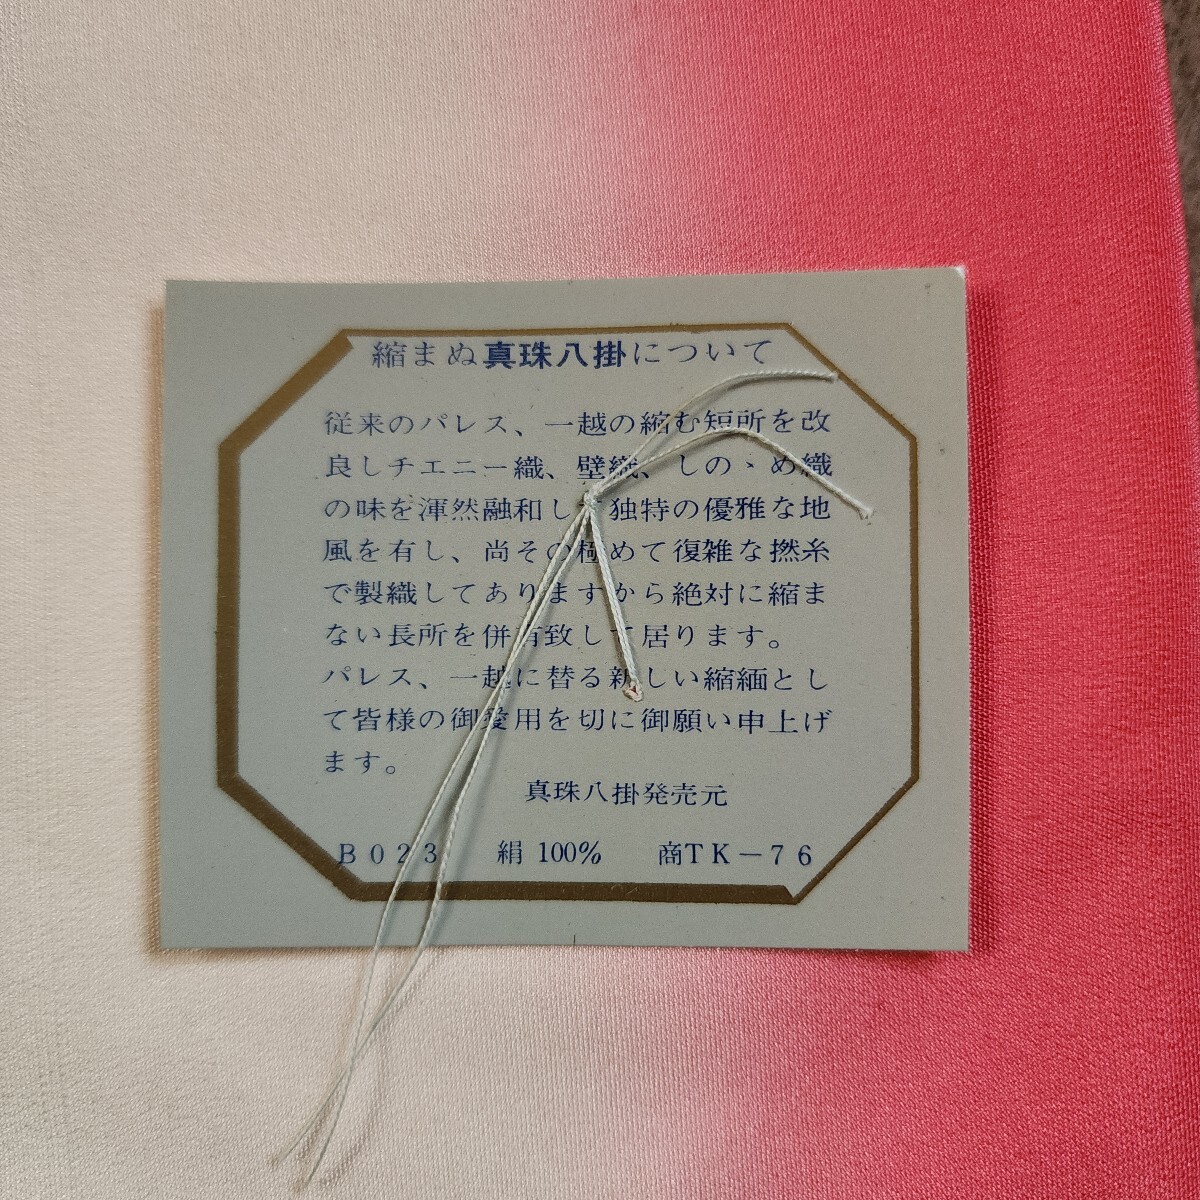 縮まぬ真珠八掛について
従来のパレス、一越の縮む短所を改
良しチエニー織、壁織、しのゝめ織
の味を渾然融和して独特の優雅な地
風を有し、尚その極めて復雑な撚糸
で製織してありますから絶対に縮ま
ない長所を併有致して居ります。
パレス、一越に替る新しい縮緬とし
て皆様の御愛用を切に御願い申上げ
ます。
真珠八掛発売元
B023 絹 100% 商TK－76